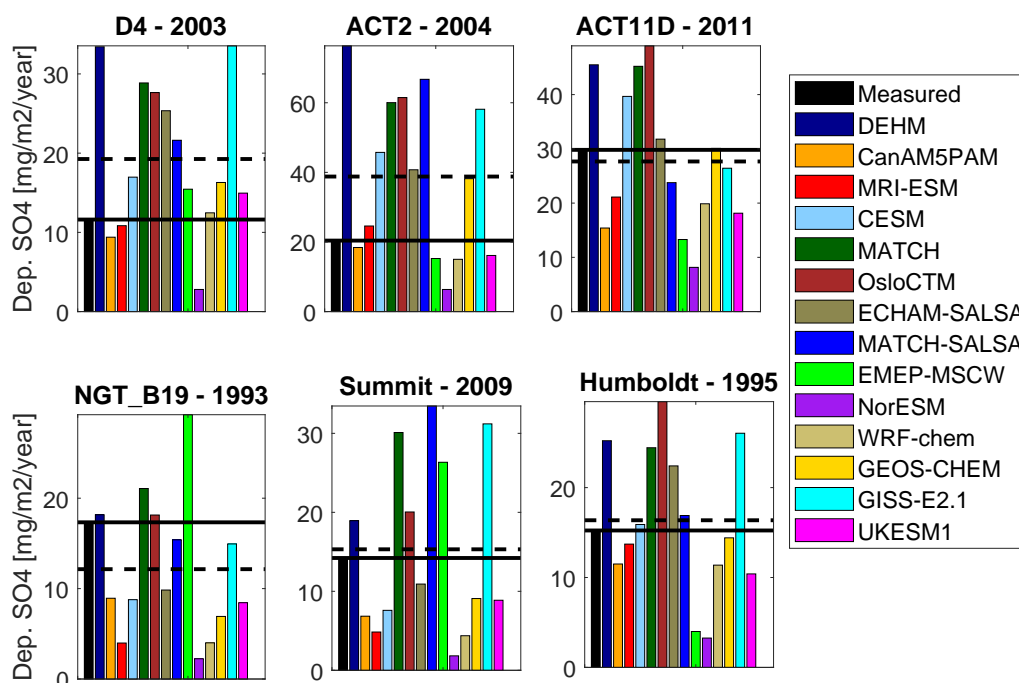 D4 - 2003
ACT2 - 2004
ACT11D - 2011
Dep. SO4 [mg/m2/year]
30
20
10
0
60
40
20
0
40
30
20
10
0
NGT_B19 - 1993
Summit - 2009
Humboldt - 1995
Dep. SO4 [mg/m2/year]
20
10
0
30
20
10
0
20
10
0
Measured
DEHM
CanAM5PAM
MRI-ESM
CESM
MATCH
OsloCTM
ECHAM-SALSA
MATCH-SALSA
EMEP-MSCW
NorESM
WRF-chem
GEOS-CHEM
GISS-E2.1
UKESM1